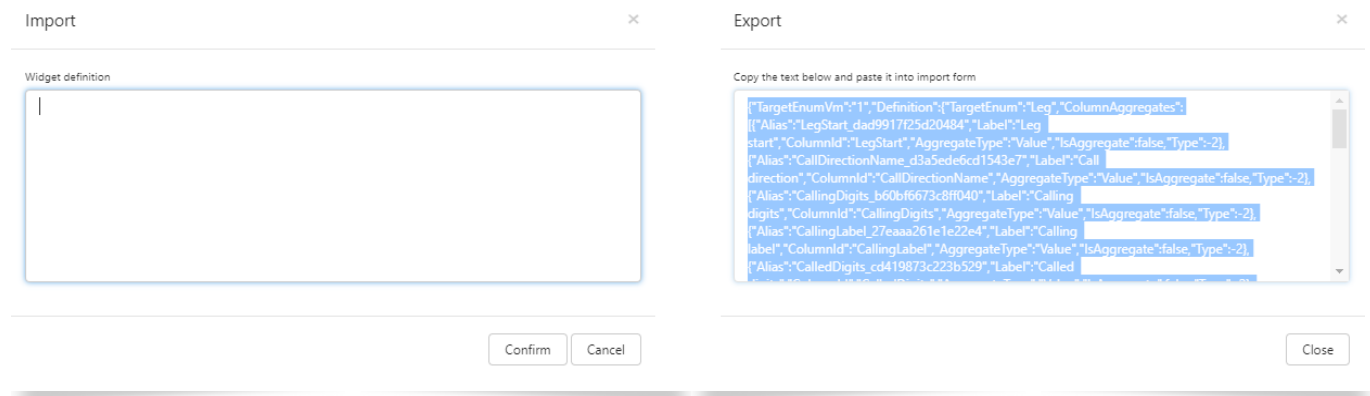 Import
×
Widget definition
Confirm
Cancel
Export
×
Copy the text below and paste it into import form
{"TargetEnumVm":"1","Definition":{"TargetEnum":"Leg","ColumnAggregates":
[{"Alias":"LegStart_dad9917f25d20484","Label":"Leg
start","ColumnId":"LegStart","AggregateType":"Value","IsAggregate":false,"Type":-2},
{"Alias":"CallDirectionName_d3a5ede6cd1543e7","Label":"Call
direction","ColumnId":"CallDirectionName","AggregateType":"Value","IsAggregate":false,"Type":-2},
{"Alias":"CallingDigits_b60bf6673c8ff040","Label":"Calling
digits","ColumnId":"CallingDigits","AggregateType":"Value","IsAggregate":false,"Type":-2},
{"Alias":"CallingLabel_27eaaa261e1e22e4","Label":"Calling
label","ColumnId":"CallingLabel","AggregateType":"Value","IsAggregate":false,"Type":-2},
{"Alias":"CalledDigits_cd419873c223b529","Label":"Called
Close